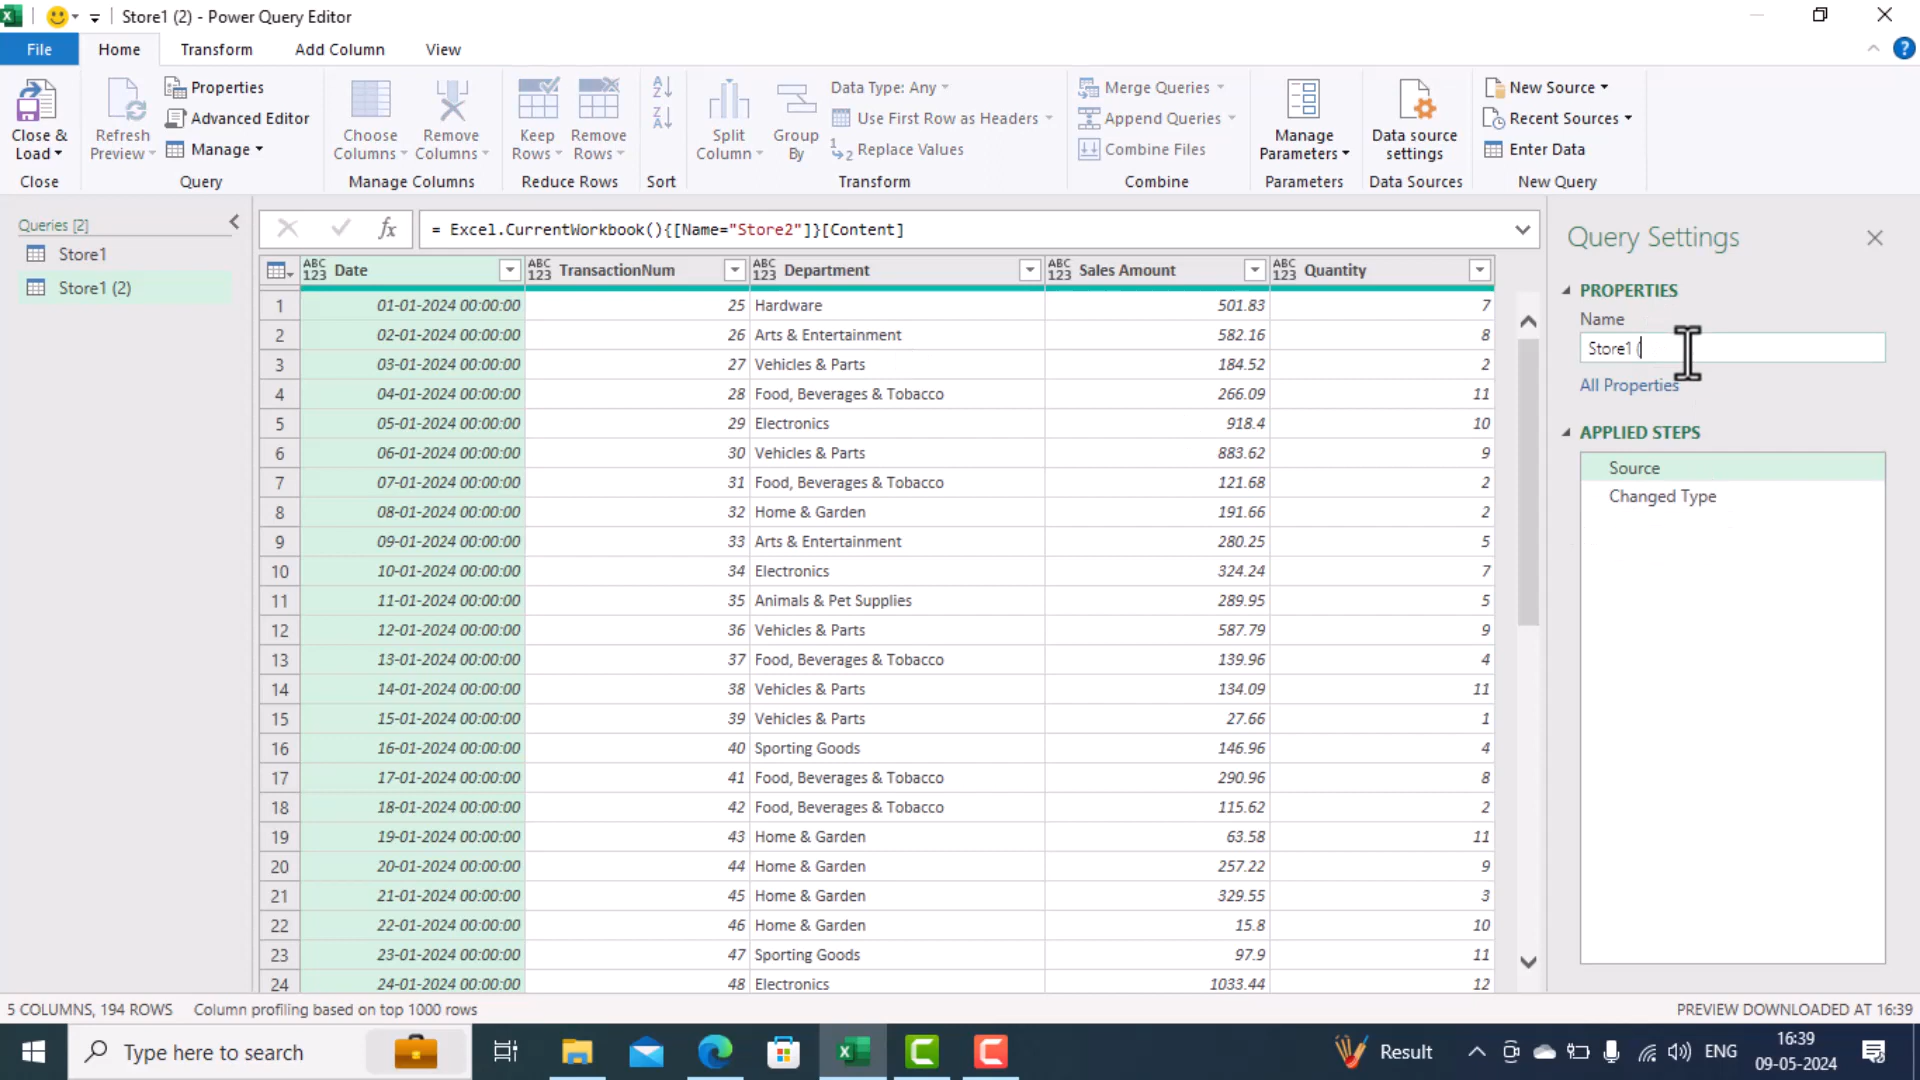 Store1 (2) - Power Query Editor
File Home Transform Add Column View
Close & Load
Refresh Preview
Properties
Advanced Editor
Manage
Choose Columns
Remove Columns
Keep Rows
Remove Rows
Split Column
Group By
Data Type: Any
Use First Row as Headers
Replace Values
Merge Queries
Append Queries
Combine Files
Manage Parameters
Data source settings
New Source
Recent Sources
Enter Data
Close Query Manage Columns Reduce Rows Sort Transform Combine Parameters Data Sources New Query
Queries [2]
Store1
Store1 (2)
fx = Excel.CurrentWorkbook(){[Name="Store2"]}[Content]
ABC 123 Date ABC 123 TransactionNum ABC 123 Department ABC 123 Sales Amount ABC 123 Quantity
1 01-01-2024 00:00:00 25 Hardware 501.83 7
2 02-01-2024 00:00:00 26 Arts & Entertainment 582.16 8
3 03-01-2024 00:00:00 27 Vehicles & Parts 184.52 2
4 04-01-2024 00:00:00 28 Food, Beverages & Tobacco 266.09 11
5 05-01-2024 00:00:00 29 Electronics 918.4 10
6 06-01-2024 00:00:00 30 Vehicles & Parts 883.62 9
7 07-01-2024 00:00:00 31 Food, Beverages & Tobacco 121.68 2
8 08-01-2024 00:00:00 32 Home & Garden 191.66 2
9 09-01-2024 00:00:00 33 Arts & Entertainment 280.25 5
10 10-01-2024 00:00:00 34 Electronics 324.24 7
11 11-01-2024 00:00:00 35 Animals & Pet Supplies 289.95 5
12 12-01-2024 00:00:00 36 Vehicles & Parts 587.79 9
13 13-01-2024 00:00:00 37 Food, Beverages & Tobacco 139.96 4
14 14-01-2024 00:00:00 38 Vehicles & Parts 134.09 11
15 15-01-2024 00:00:00 39 Vehicles & Parts 27.66 1
16 16-01-2024 00:00:00 40 Sporting Goods 146.96 4
17 17-01-2024 00:00:00 41 Food, Beverages & Tobacco 290.96 8
18 18-01-2024 00:00:00 42 Food, Beverages & Tobacco 115.62 2
19 19-01-2024 00:00:00 43 Home & Garden 63.58 11
20 20-01-2024 00:00:00 44 Home & Garden 257.22 9
21 21-01-2024 00:00:00 45 Home & Garden 329.55 3
22 22-01-2024 00:00:00 46 Home & Garden 15.8 10
23 23-01-2024 00:00:00 47 Sporting Goods 97.9 11
24 24-01-2024 00:00:00 48 Electronics 1033.44 12
Query Settings
PROPERTIES
Name
Store1 (
All Properties
APPLIED STEPS
Source
Changed Type
5 COLUMNS, 194 ROWS Column profiling based on top 1000 rows PREVIEW DOWNLOADED AT 16:39
Type here to search
Result
ENG
16:39
09-05-2024